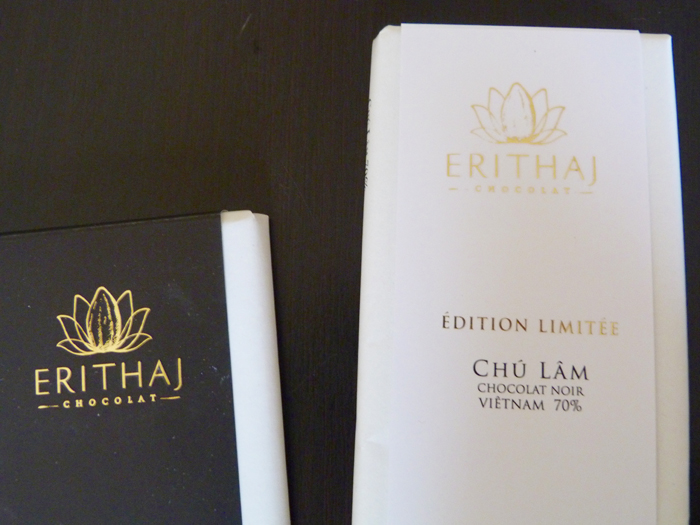 ERITHAJ
CHOCOLAT
ERITHAJ
CHOCOLAT
ÉDITION LIMITÉE
CHÚ LÂM
CHOCOLAT NOIR
VIÊTNAM 70%